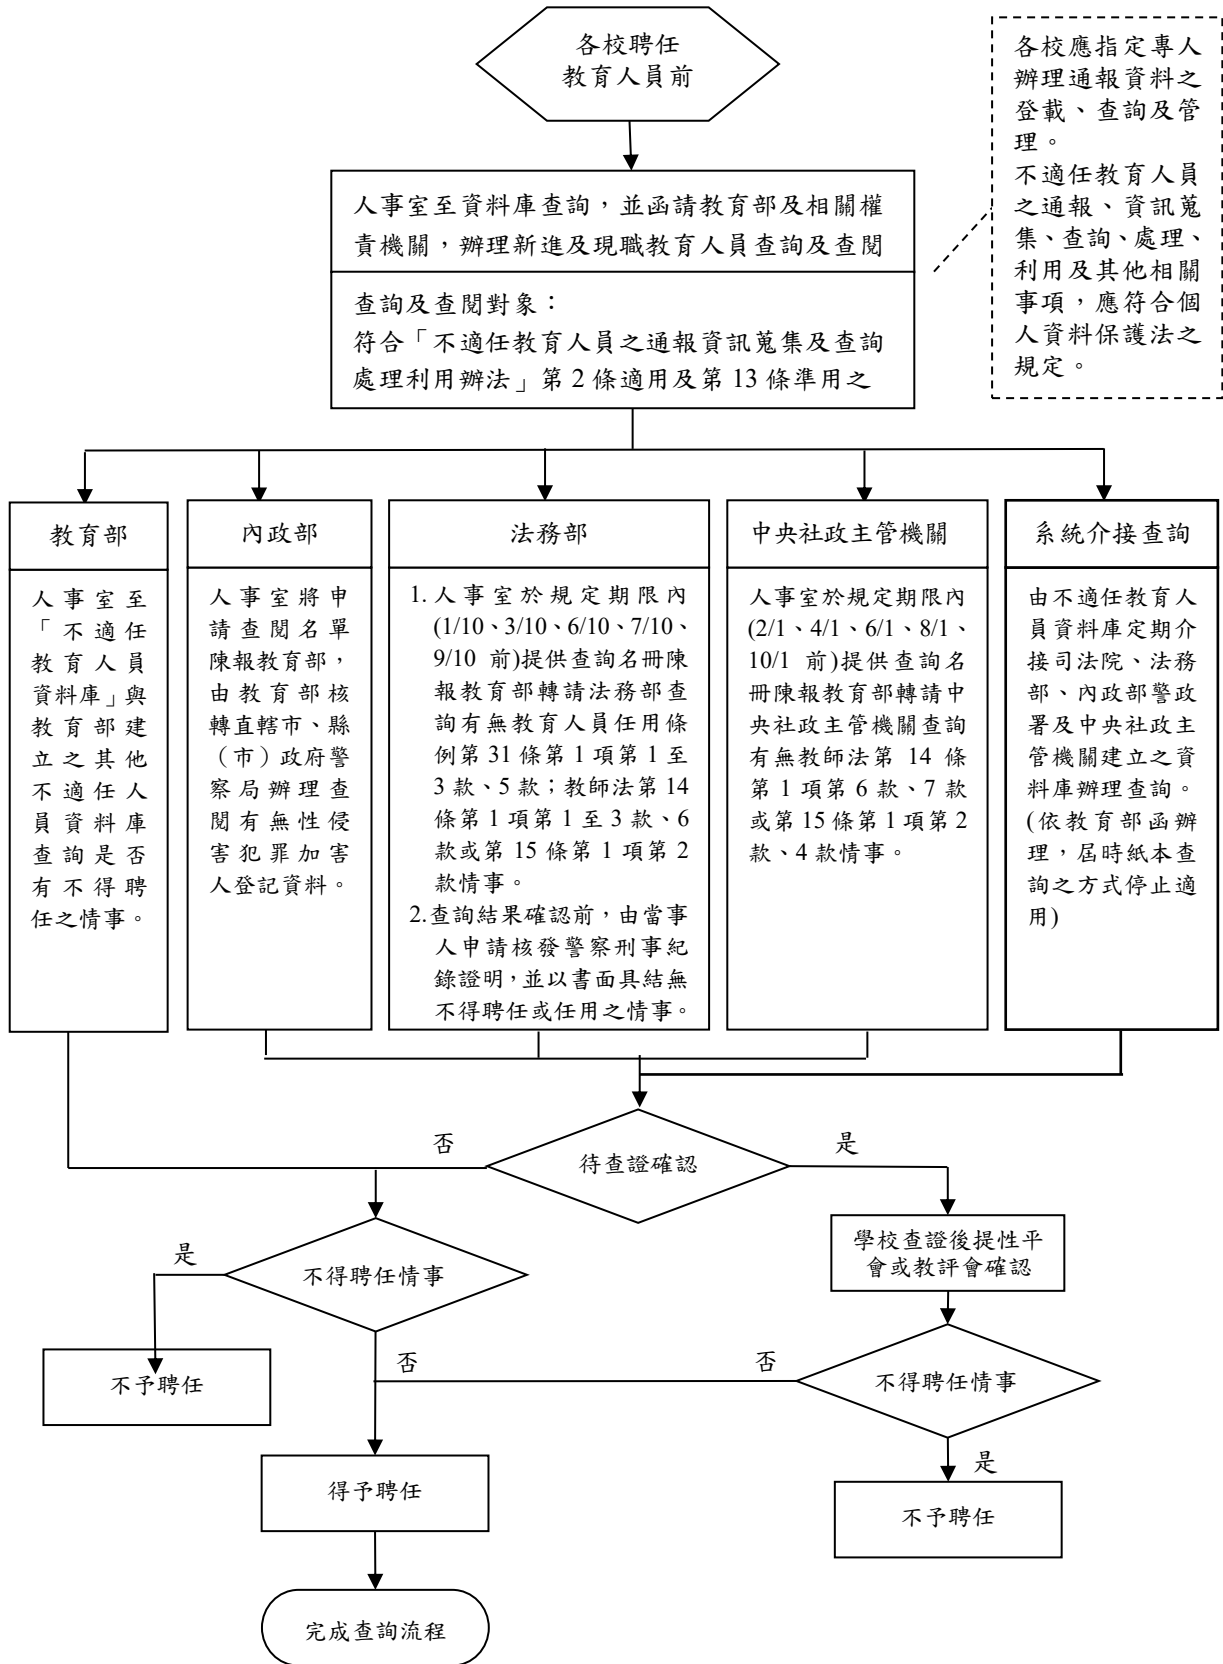 各校聘任
教育人員前
各校應指定專人
辦理通報資料之
登載、查詢及管
理。
不適任教育人員
之通報、資訊蒐
集、查詢、處理、
利用及其他相關
事項，應符合個
人資料保護法之
規定。
人事室至資料庫查詢，並函請教育部及相關權
責機關，辦理新進及現職教育人員查詢及查閱
查詢及查閱對象：
符合「不適任教育人員之通報資訊蒐集及查詢
處理利用辦法」第 2 條適用及第 13 條準用之
教育部
人事室至
「不適任
教育人員
資料庫」與
教育部建
立之其他
不適任人
員資料庫
查詢是否
有不得聘
任之情事。
內政部
人事室將申
請查閱名單
陳報教育部，
由教育部核
轉直轄市、縣
（市）政府警
察局辦理查
閱有無性侵
害犯罪加害
人登記資料。
法務部
1. 人事室於規定期限內
(1/10、3/10、6/10、7/10、
9/10 前)提供查詢名冊陳
報教育部轉請法務部查
詢有無教育人員任用條
例第 31 條第 1 項第 1 至
3 款、5 款；教師法第 14
條第 1 項第 1 至 3 款、6
款或第 15 條第 1 項第 2
款情事。
2.查詢結果確認前，由當事
人申請核發警察刑事紀
錄證明，並以書面具結無
不得聘任或任用之情事。
中央社政主管機關
人事室於規定期限內
(2/1、4/1、6/1、8/1、
10/1 前)提供查詢名
冊陳報教育部轉請中
央社政主管機關查詢
有無教師法第 14 條
第 1 項第 6 款、7 款
或第 15 條第 1 項第 2
款、4 款情事。
系統介接查詢
由不適任教育人
員資料庫定期介
接司法院、法務
部、內政部警政
署及中央社政主
管機關建立之資
料庫辦理查詢。
(依教育部函辦
理，屆時紙本查
詢之方式停止適
用)
否
待查證確認
是
學校查證後提性平
會或教評會確認
是
不得聘任情事
不予聘任
否
否
不得聘任情事
得予聘任
是
不予聘任
完成查詢流程